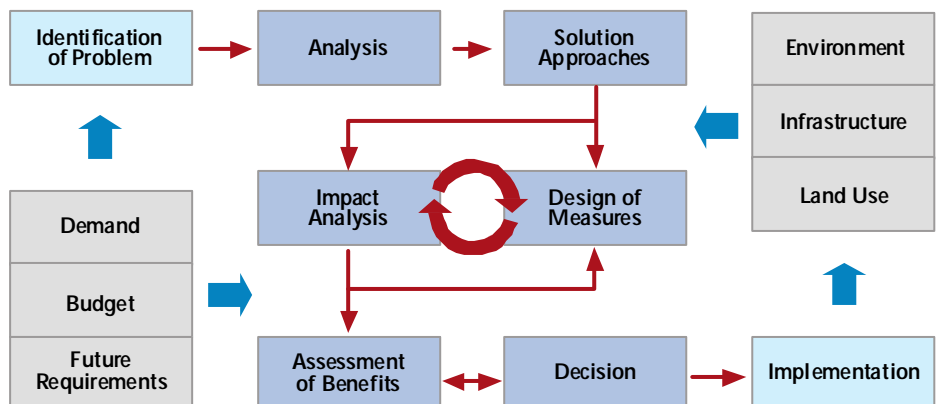 Identification
of Problem
Analysis
Solution
Approaches
Environment
Infrastructure
Land Use
Impact
Analysis
Design of
Measures
Demand
Budget
Future
Requirements
Assessment
of Benefits
Decision
Implementation